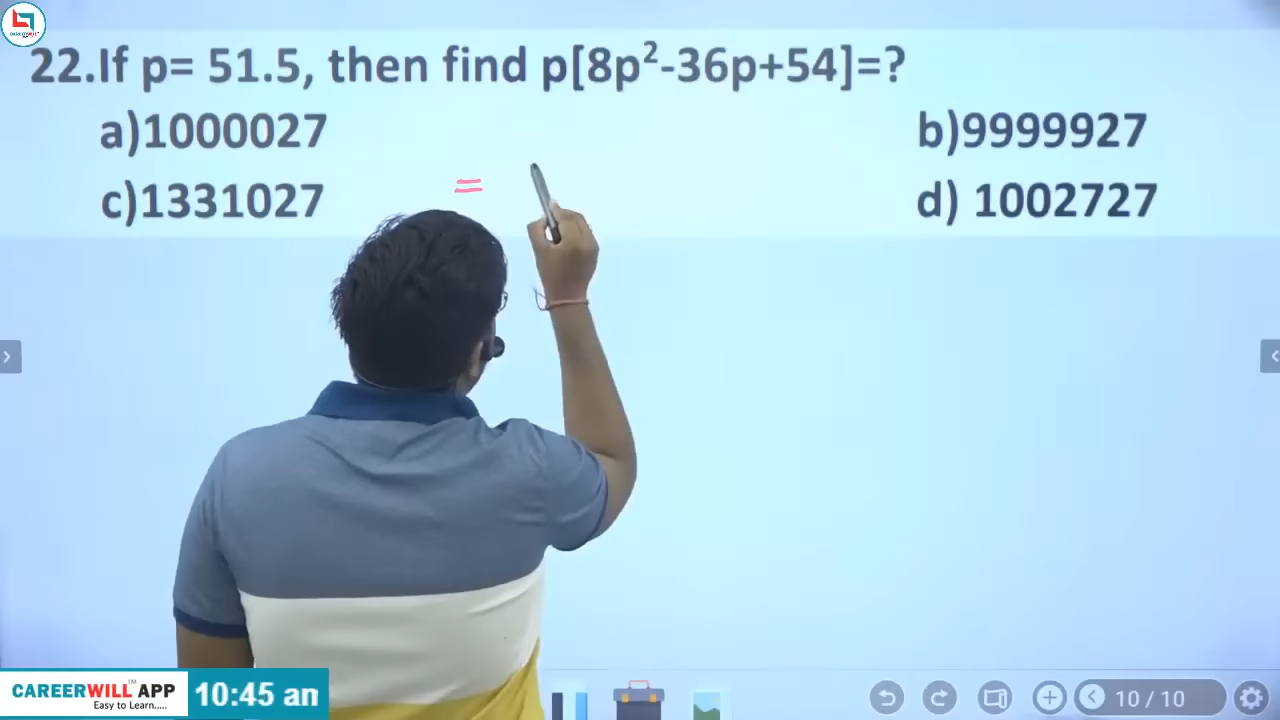 CAREERWILL
22.If p= 51.5, then find p[8p²-36p+54]=?
a)1000027 b)9999927
=
c)1331027 d) 1002727
CAREERWILL™ APP 10:45 an
Easy to Learn.....
10 / 10